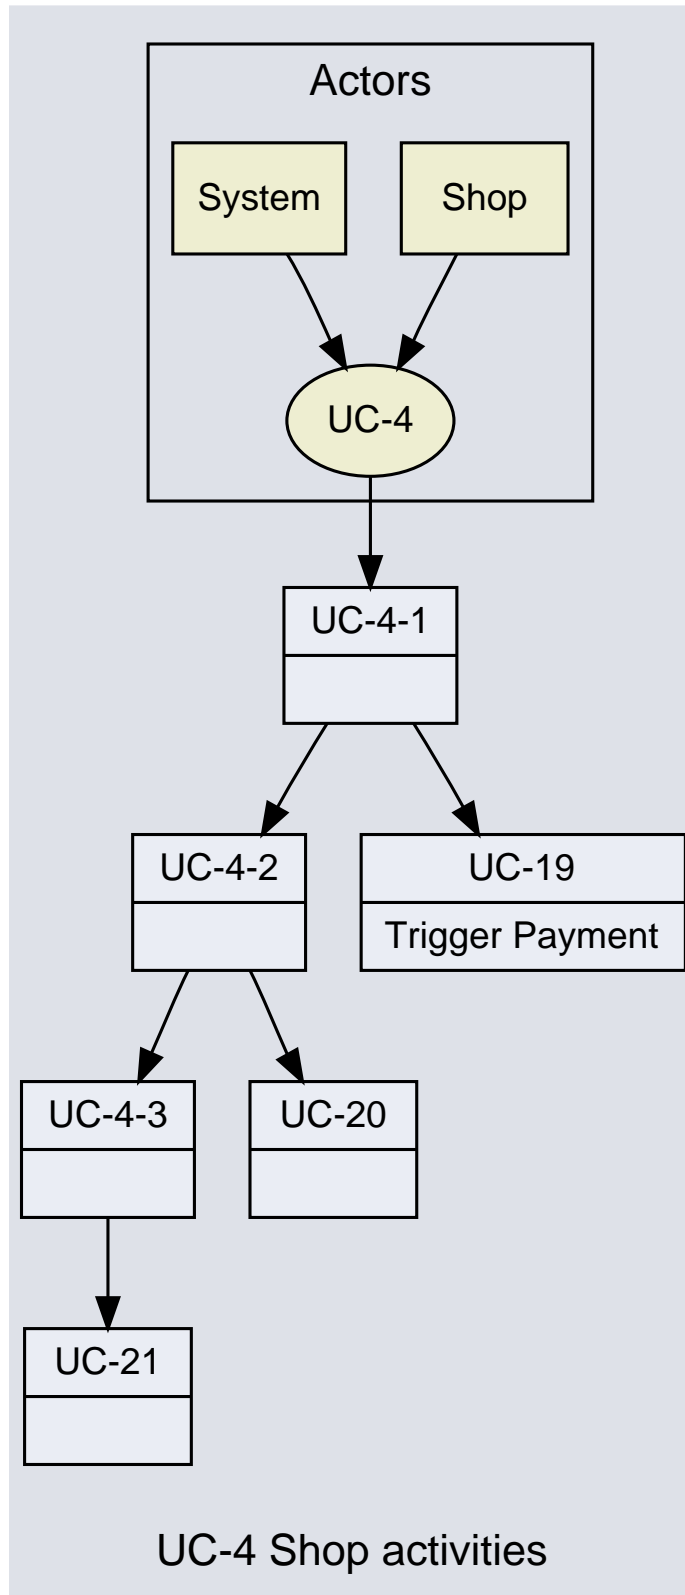 Actors
System
Shop
UC-4
UC-4-1
UC-4-2
UC-19
Trigger Payment
UC-4-3
UC-20
UC-21
UC-4 Shop activities